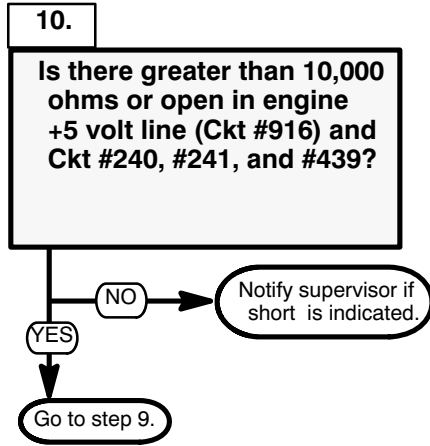 10.
Is there greater than 10,000
ohms or open in engine
+5 volt line (Ckt #916) and
Ckt #240, #241, and #439?
NO
Notify supervisor if
short is indicated.
YES
Go to step 9.